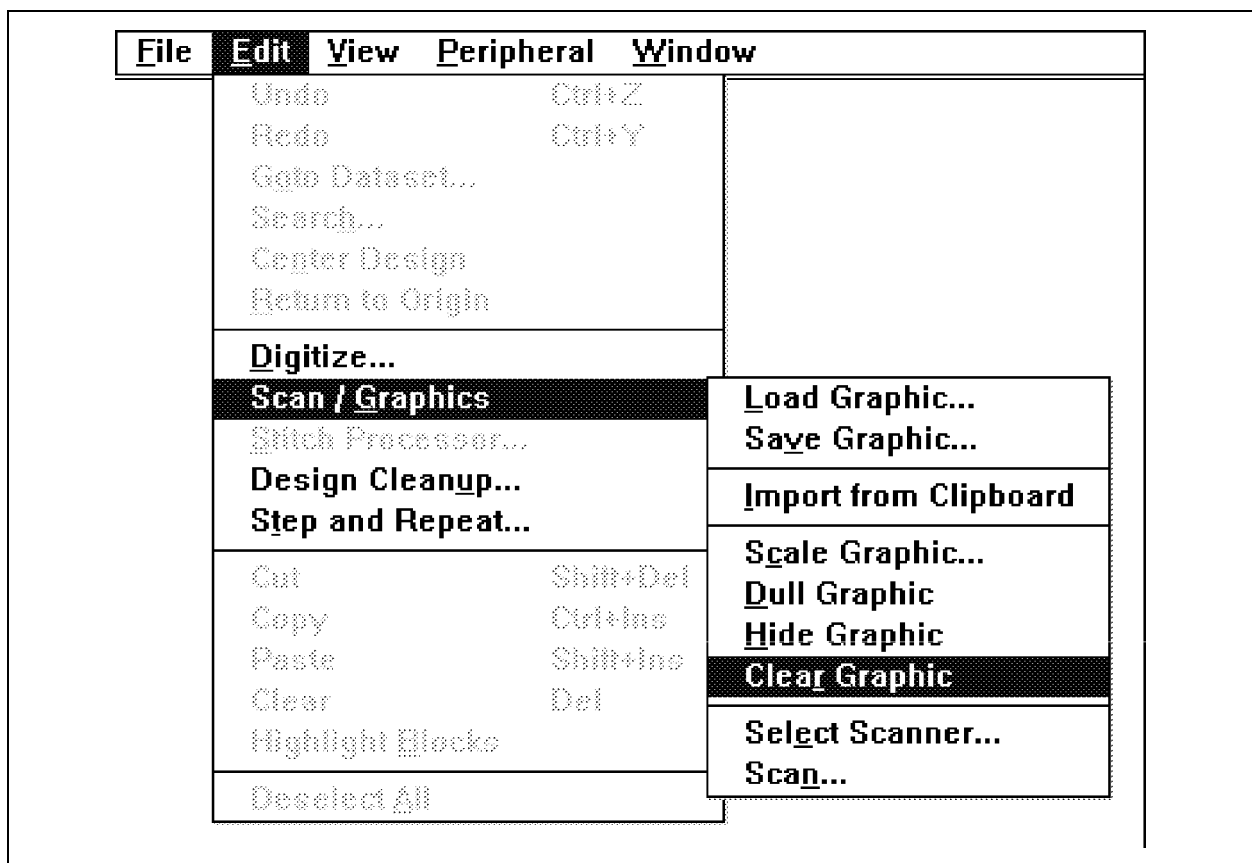 File Edit View Peripheral Window
Undo Ctrl+Z
Redo Ctrl+Y
Goto Dataset...
Search...
Center Design
Return to Origin
Digitize...
Scan / Graphics
Stitch Processor...
Design Cleanup...
Step and Repeat...
Cut Shift+Del
Copy Ctrl+Ins
Paste Shift+Ins
Clear Del
Highlight Blocks
Deselect All
Load Graphic...
Save Graphic...
Import from Clipboard
Scale Graphic...
Dull Graphic
Hide Graphic
Clear Graphic
Select Scanner...
Scan...